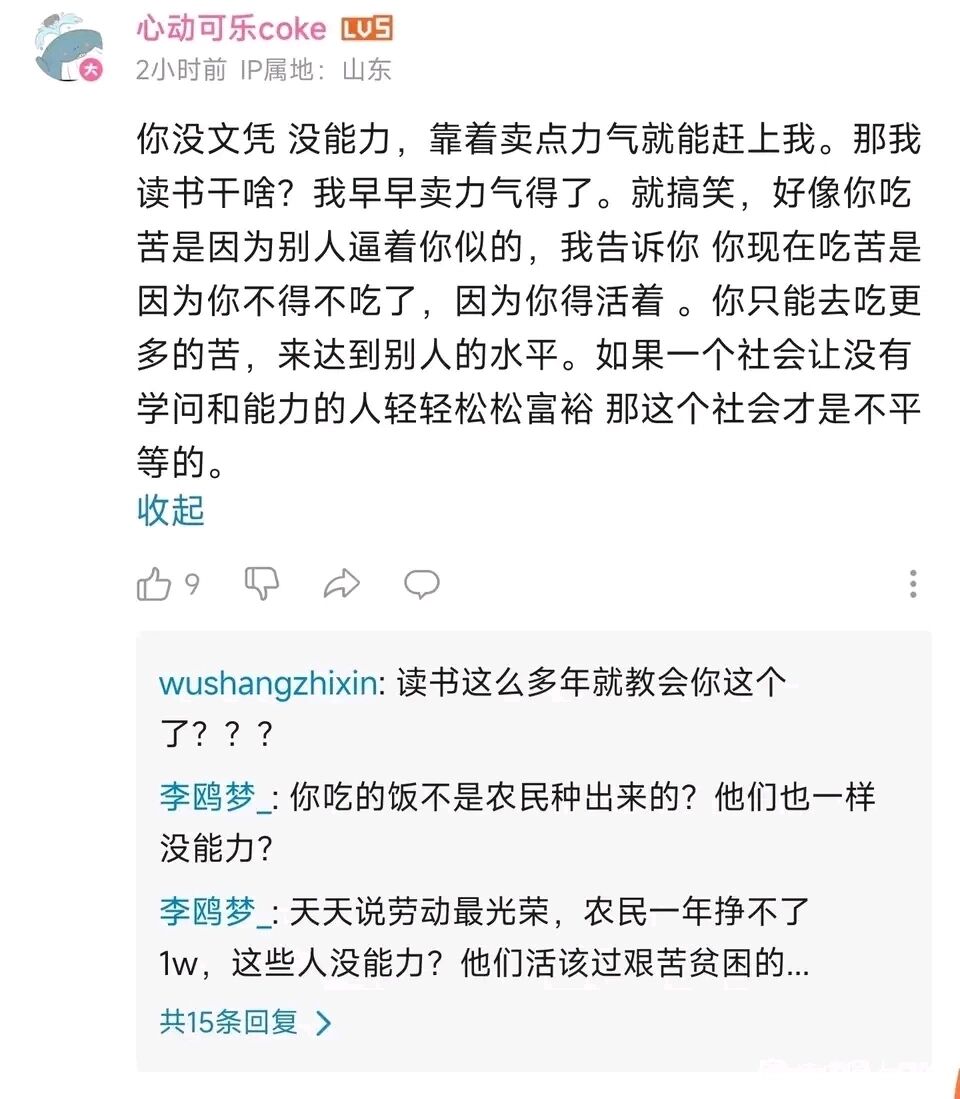 心动可乐coke LV5
2小时前 IP属地：山东
你没文凭 没能力，靠着卖点力气就能赶上我。那我
读书干啥？我早早卖力气得了。就搞笑，好像你吃
苦是因为别人逼着你似的，我告诉你 你现在吃苦是
因为你不得不吃了，因为你得活着 。你只能去吃更
多的苦，来达到别人的水平。如果一个社会让没有
学问和能力的人轻轻松松富裕 那这个社会才是不平
等的。
收起
9
wushangzhixin: 读书这么多年就教会你这个
了？？？
李鸥梦_: 你吃的饭不是农民种出来的？他们也一样
没能力？
李鸥梦_: 天天说劳动最光荣，农民一年挣不了
1w，这些人没能力？他们活该过艰苦贫困的...
共15条回复
大